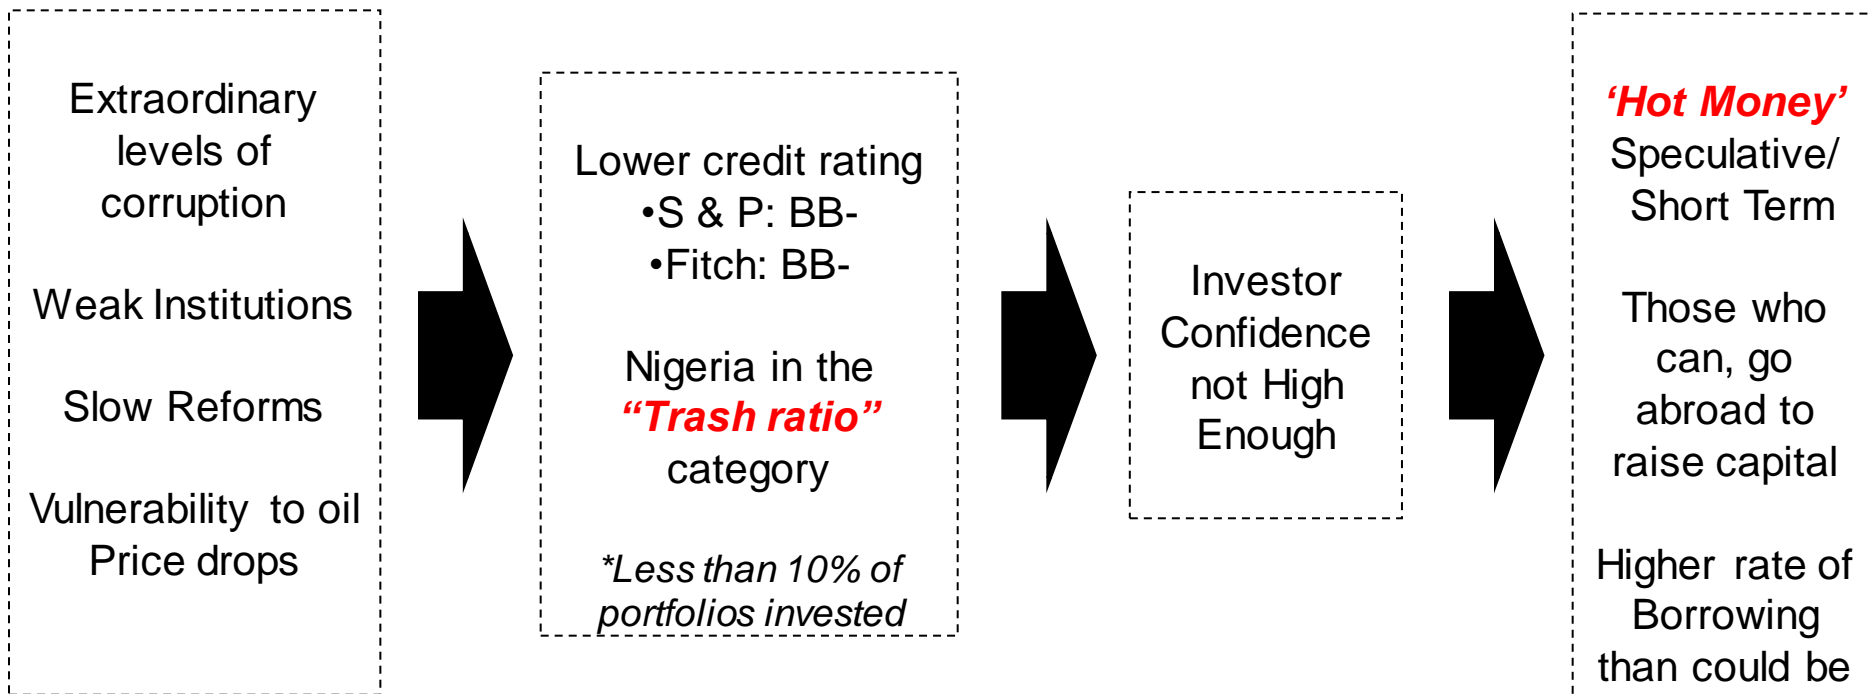 Extraordinary
levels of
corruption
Weak Institutions
Slow Reforms
Vulnerability to oil
Price drops
Lower credit rating
•S & P: BB-
•Fitch: BB-
Nigeria in the
“Trash ratio”
category
*Less than 10% of
portfolios invested
Investor
Confidence
not High
Enough
‘Hot Money’
Speculative/
Short Term
Those who
can, go
abroad to
raise capital
Higher rate of
Borrowing
than could be